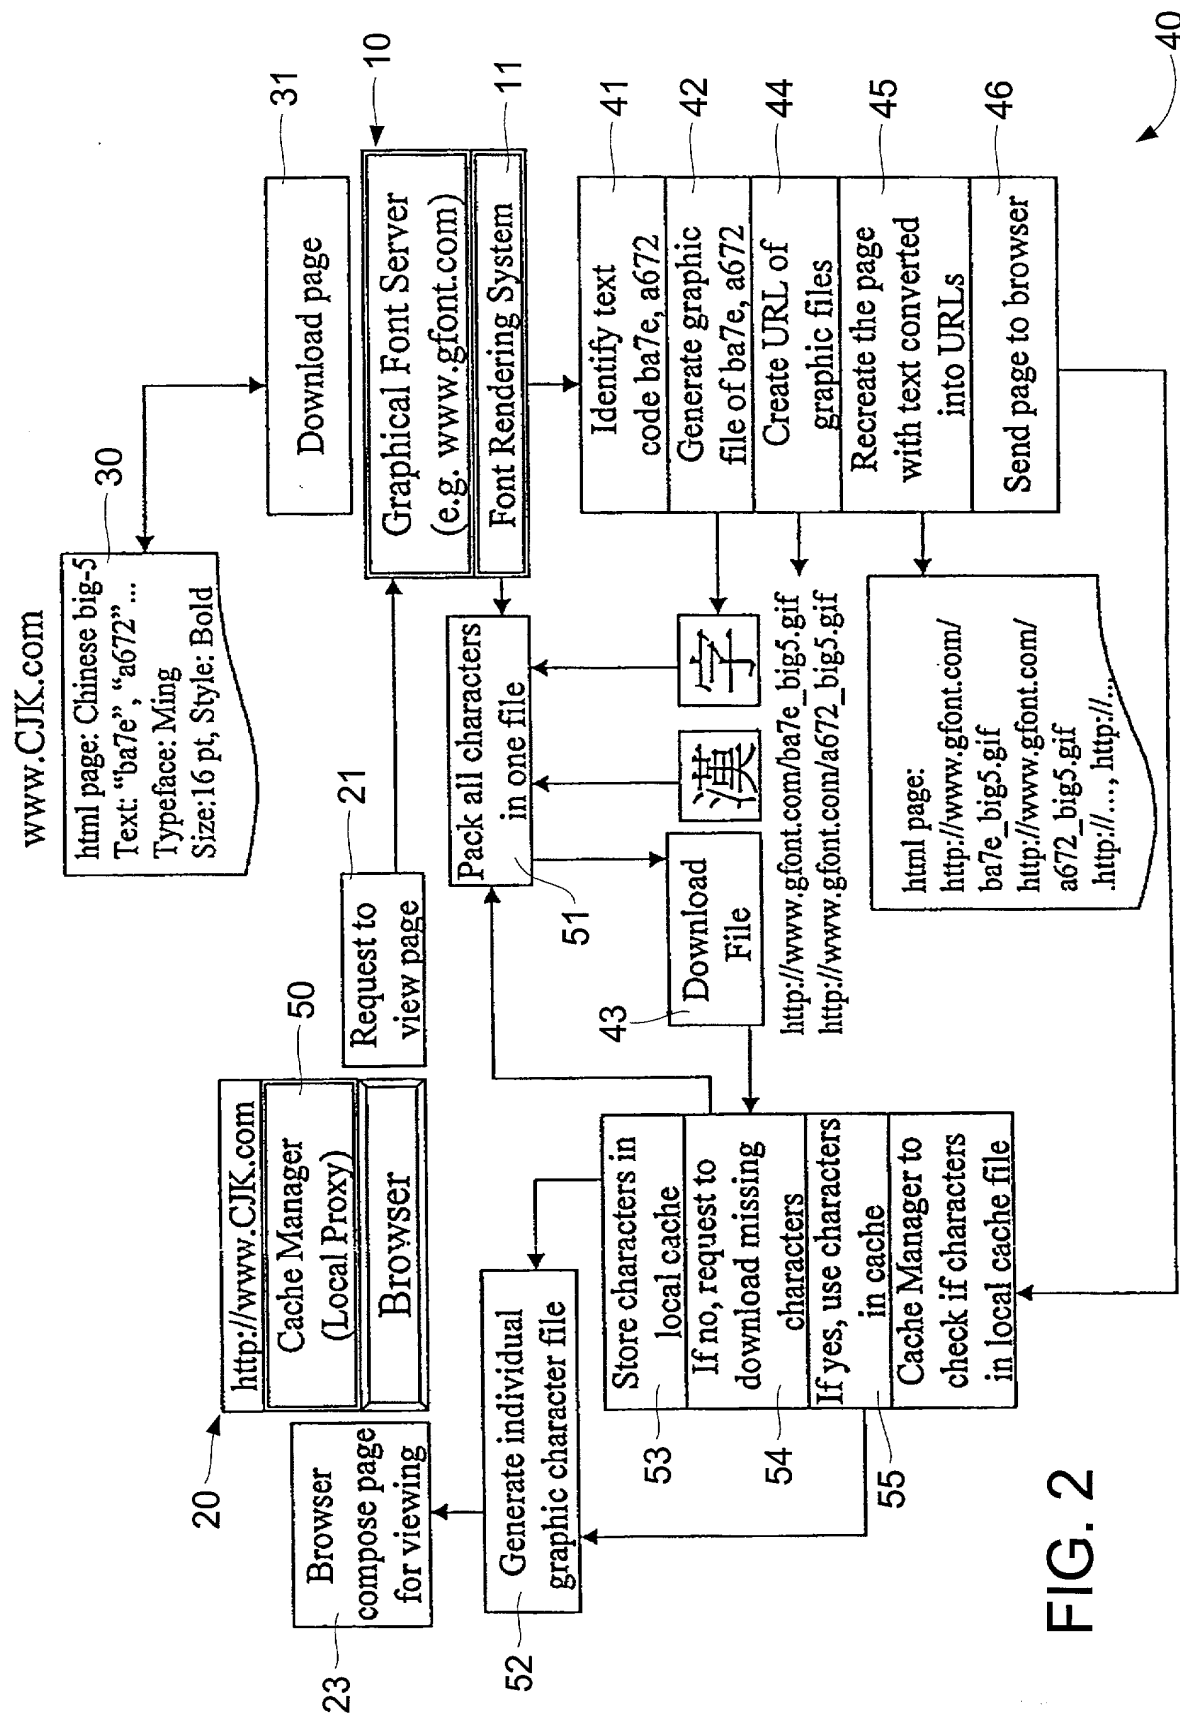 www.CJK.com
html page: Chinese big-5
Text: “ba7e”, “a672” ...
Typeface: Ming
Size:16 pt, Style: Bold
30
Download page
31
20
http://www.CJK.com
Cache Manager
(Local Proxy)
50
Browser
Request to
view page
21
Graphical Font Server
(e.g. www.gfont.com)
10
Font Rendering System
11
Browser
compose page
for viewing
23
Generate individual
graphic character file
52
Pack all characters
in one file
51
Identify text
code ba7e, a672
41
Generate graphic
file of ba7e, a672
42
Create URL of
graphic files
44
Recreate the page
with text converted
into URLs
45
Send page to browser
46
Store characters in
local cache
53
If no, request to
download missing
characters
54
If yes, use characters
in cache
55
Cache Manager to
check if characters
in local cache file
Download
File
43
漢
字
http://www.gfont.com/ba7e_big5.gif
http://www.gfont.com/a672_big5.gif
html page:
http://www.gfont.com/
ba7e_big5.gif
http://www.gfont.com/
a672_big5.gif
.http://..., http://...,
40
FIG. 2